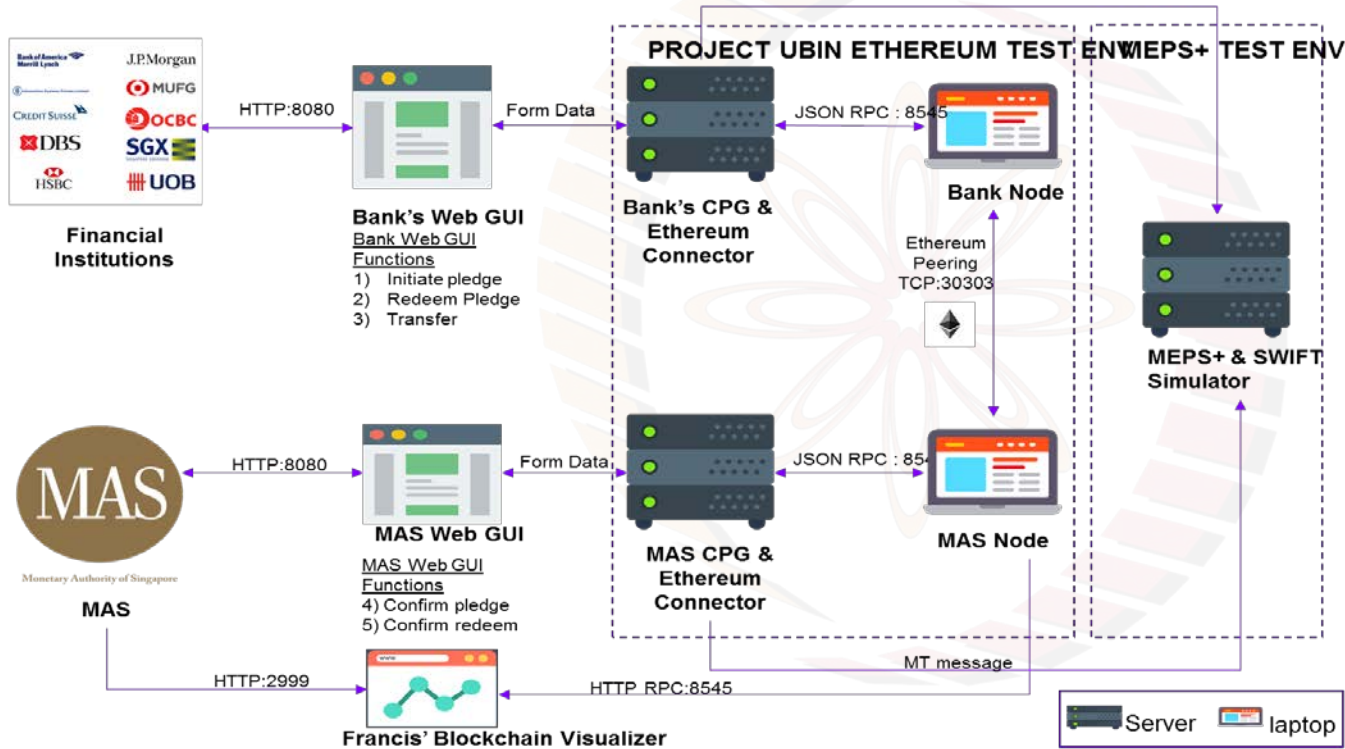 PROJECT UBIN ETHEREUM TEST ENV
MEPS+ TEST ENV
Bank of America
Merrill Lynch
J.P.Morgan
MUFG
CREDIT SUISSE
OCBC
DBS
SGX
HSBC
UOB
Financial
Institutions
HTTP:8080
Bank's Web GUI
Bank Web GUI
Functions
1) Initiate pledge
2) Redeem Pledge
3) Transfer
Form Data
Bank's CPG &
Ethereum
Connector
JSON RPC : 8545
Bank Node
Ethereum
Peering
TCP:30303
MEPS+ & SWIFT
Simulator
MAS
Monetary Authority of Singapore
MAS
HTTP:8080
MAS Web GUI
MAS Web GUI
Functions
4) Confirm pledge
5) Confirm redeem
Form Data
MAS CPG &
Ethereum
Connector
JSON RPC : 854
MAS Node
MT message
HTTP:2999
www
HTTP RPC:8545
Francis' Blockchain Visualizer
Server
laptop